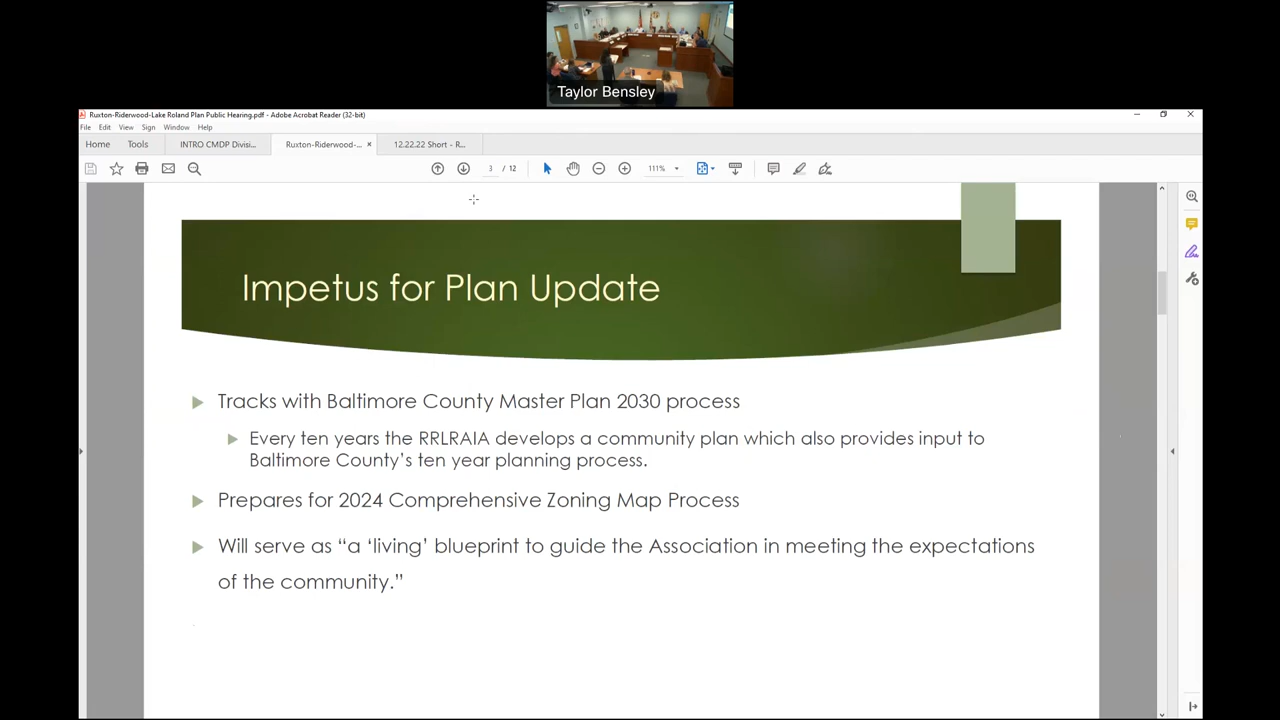 Taylor Bensley
Ruxton-Riderwood-Lake Roland Plan Public Hearing.pdf - Adobe Acrobat Reader (32-bit)
File Edit View Sign Window Help
Home Tools INTRO CMDP Divisi... Ruxton-Riderwood-... × 12.22.22 Short - R...
3 / 12 111%
Impetus for Plan Update
Tracks with Baltimore County Master Plan 2030 process
Every ten years the RRLRAIA develops a community plan which also provides input to
Baltimore County's ten year planning process.
Prepares for 2024 Comprehensive Zoning Map Process
Will serve as “a ‘living’ blueprint to guide the Association in meeting the expectations
of the community.”